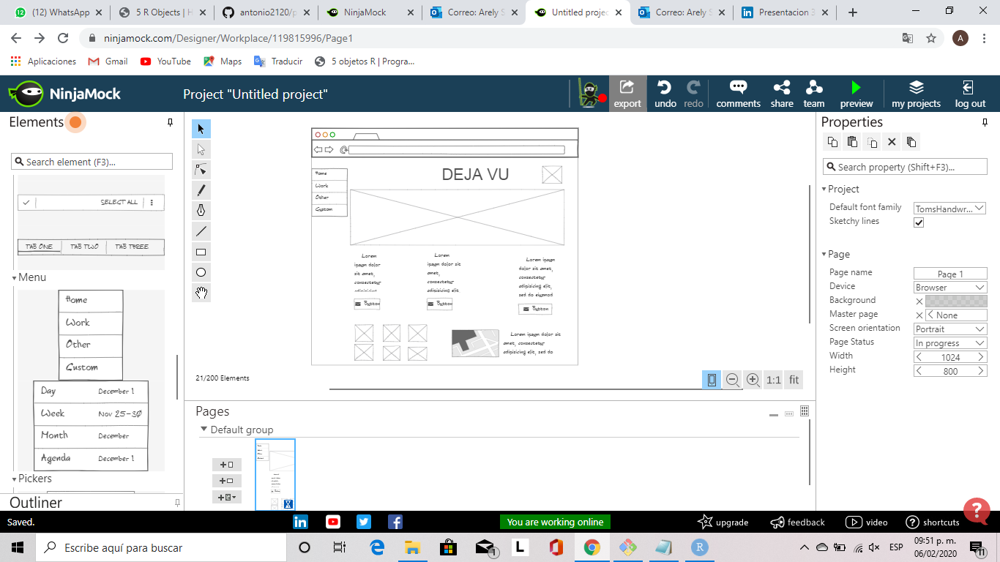 (12) WhatsApp
5 R Objects | H
antonio2120/p
NinjaMock
Correo: Arely S
Untitled projec
Correo: Arely S
Presentacion 3
ninjamock.com/Designer/Workplace/119815996/Page1
A
Aplicaciones
Gmail
YouTube
Maps
Traducir
5 objetos R | Progra...
NinjaMock
Project "Untitled project"
export
undo
redo
comments
share
team
preview
my projects
log out
Elements
Search element (F3)...
SELECT ALL
TAB ONE TAB TWO TAB THREE
Menu
Home
Work
Other
Custom
Day December 1
Week Nov 25-30
Month December
Agenda December 1
Pickers
Outliner
Home
Work
Other
Custom
DEJA VU
Lorem
ipsum dolor
sit amet,
consectetur
adipisicing
Button
Lorem
ipsum dolor sit
amet,
consectetur
adipisicing elit,
Button
Lorem ipsum
dolor sit amet,
consectetur
adipisicing elit,
sed do eiusmod
Button
Lorem ipsum dolor sit
amet, consectetur
adipisicing elit, sed do
21/200 Elements
1:1
fit
Pages
Default group
Properties
Search property (Shift+F3)...
Project
Default font family TomsHandwr...
Sketchy lines
Page
Page name Page 1
Device Browser
Background
Master page None
Screen orientation Portrait
Page Status In progress
Width 1024
Height 800
Saved.
You are working online
upgrade
feedback
video
shortcuts
Escribe aquí para buscar
1
L
R
ESP
09:51 p. m.
06/02/2020
11